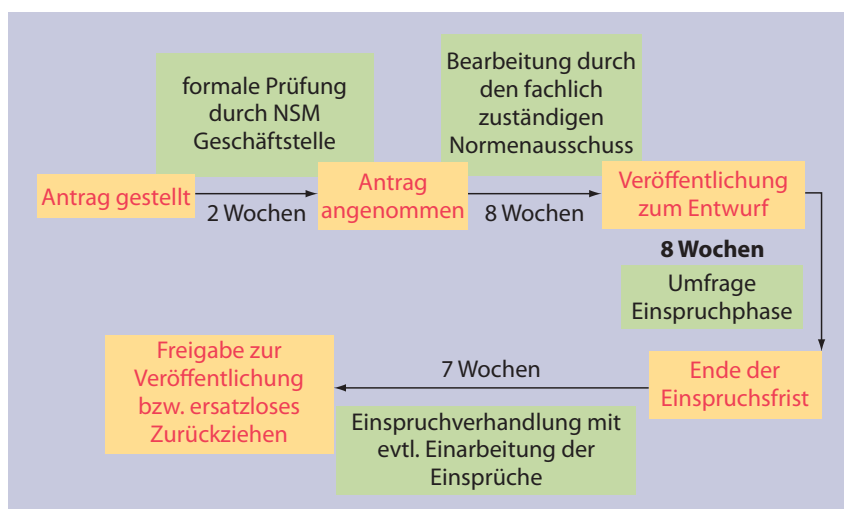 formale Prüfung
durch NSM
Geschäftstelle
Bearbeitung durch
den fachlich
zuständigen
Normenausschuss
Antrag gestellt
2 Wochen
Antrag
angenommen
8 Wochen
Veröffentlichung
zum Entwurf
8 Wochen
Umfrage
Einspruchphase
Ende der
Einspruchsfrist
7 Wochen
Einspruchverhandlung mit
evtl. Einarbeitung der
Einsprüche
Freigabe zur
Veröffentlichung
bzw. ersatzloses
Zurückziehen